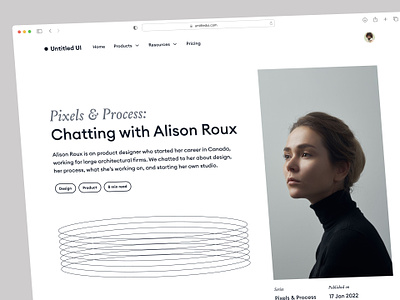 untitledui.com
Untitled UI Home Products Resources Pricing
Pixels & Process:
Chatting with Alison Roux
Alison Roux is an product designer who started her career in Canada,
working for large architectural firms. We chatted to her about design,
her process, what she's working on, and starting her own studio.
Design Product 8 min read
Series Published on
Pixels & Process 17 Jan 2022